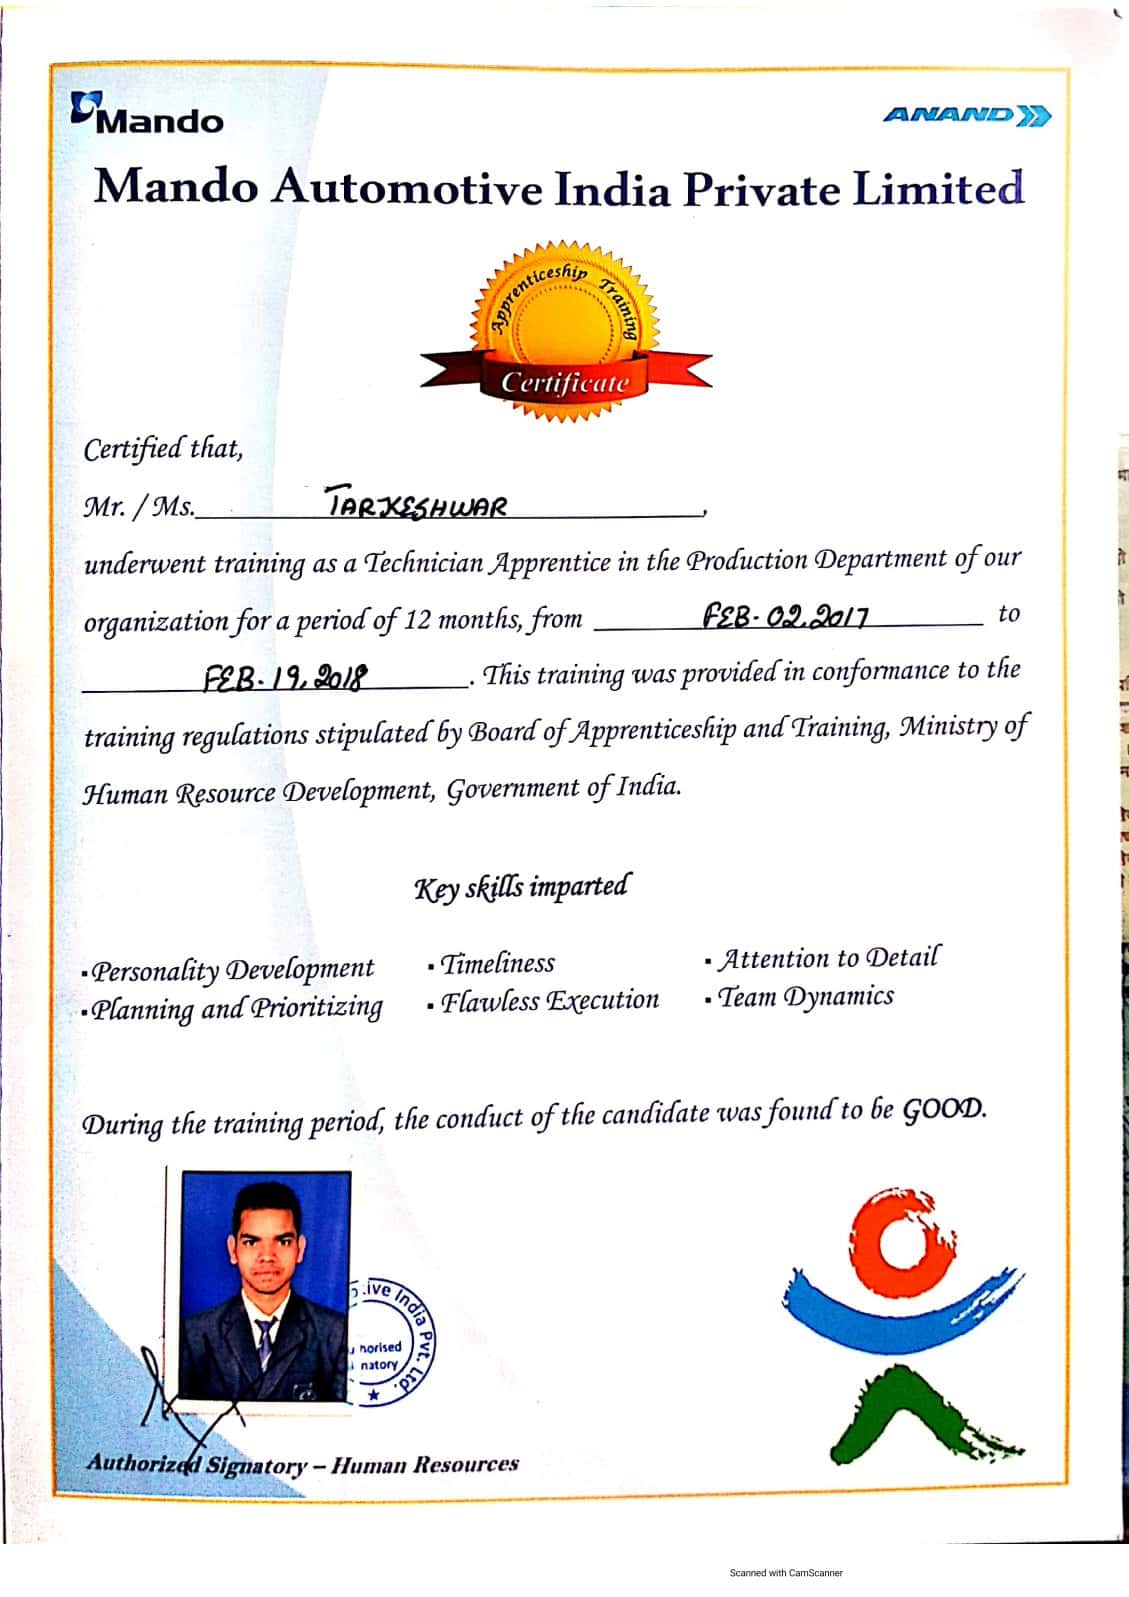 Mando
ANAND
Mando Automotive India Private Limited
Apprenticeship Training
Certificate
Certified that,
Mr. / Ms. TARKESHWAR,
underwent training as a Technician Apprentice in the Production Department of our
organization for a period of 12 months, from FEB. 02.2017 to
FEB. 19, 2018. This training was provided in conformance to the
training regulations stipulated by Board of Apprenticeship and Training, Ministry of
Human Resource Development, Government of India.
Key skills imparted
▪ Personality Development ▪ Timeliness ▪ Attention to Detail
▪ Planning and Prioritizing ▪ Flawless Execution ▪ Team Dynamics
During the training period, the conduct of the candidate was found to be GOOD.
ive India Pvt. Ltd.
horised
natory
Authorized Signatory – Human Resources
Scanned with CamScanner